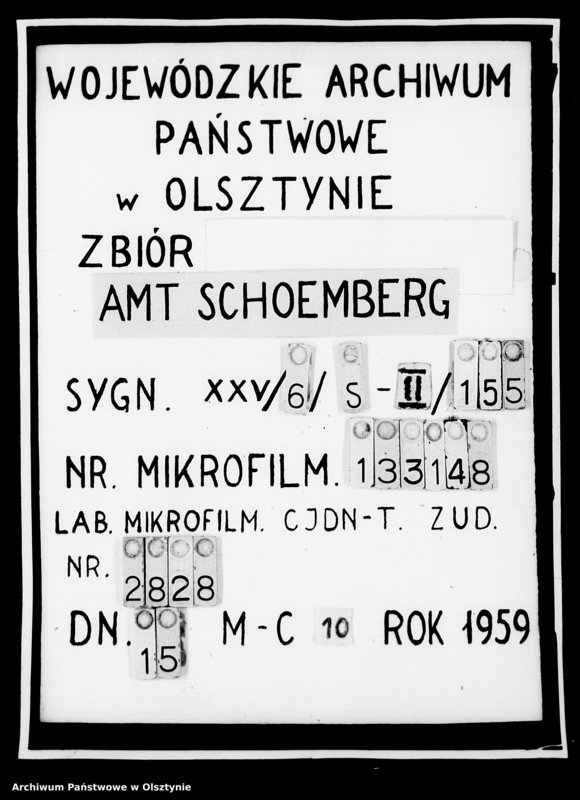 WOJEWÓDZKIE ARCHIWUM
PAŃSTWOWE
w OLSZTYNIE
ZBIÓR
AMT SCHOEMBERG
SYGN. XXV/6/S-II/155
NR. MIKROFILM. 133148
LAB. MIKROFILM. CJDN-T. ZUD.
NR. 2828
DN. 15 M-C 10 ROK 1959
Archiwum Państwowe w Olsztynie